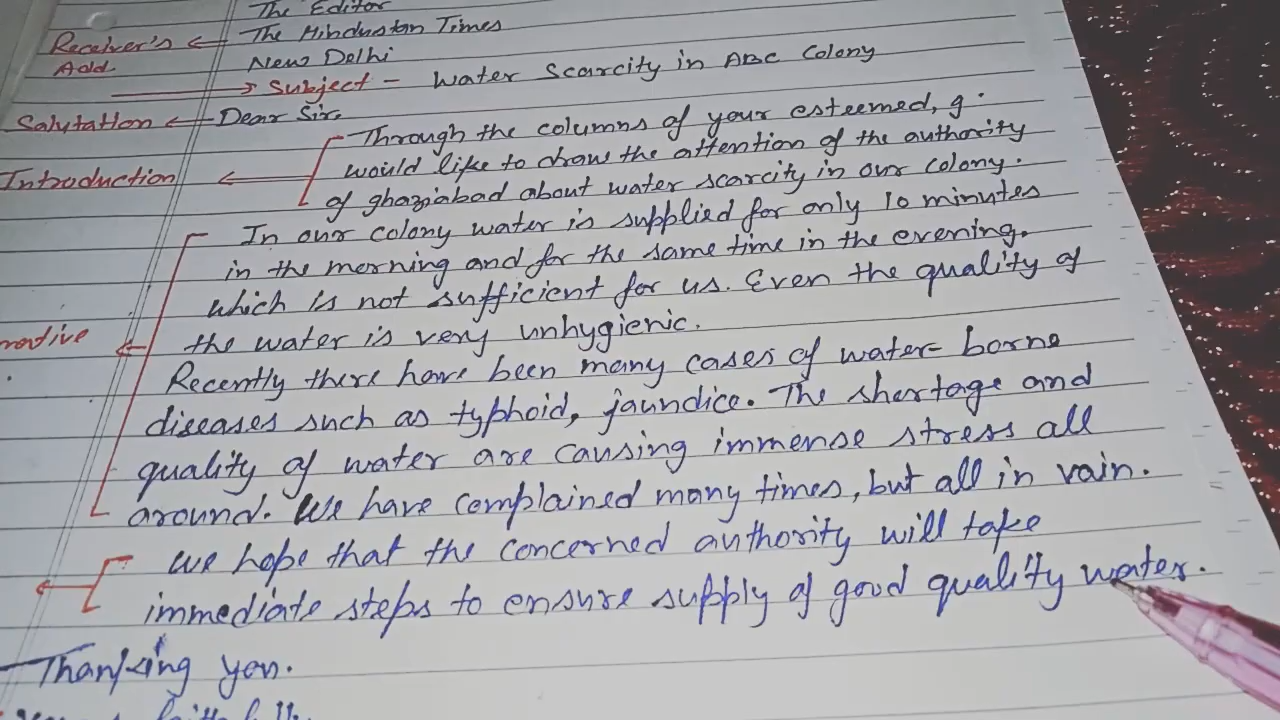 The Editor
Receiver's Add ← The Hindustan Times
New Delhi
→ Subject - Water Scarcity in ABC Colony
Salutation ← Dear Sir,
Through the columns of your esteemed, I
would like to draw the attention of the authority
Introduction ← of ghaziabad about water scarcity in our colony.
In our colony water is supplied for only 10 minutes
in the morning and for the same time in the evening.
which is not sufficient for us. Even the quality of
the water is very unhygienic.
Recently there have been many cases of water-borne
diseases such as typhoid, jaundice. The shortage and
quality of water are causing immense stress all
around. We have complained many times, but all in vain.
We hope that the concerned authority will take
immediate steps to ensure supply of good quality water.
Thanking you.